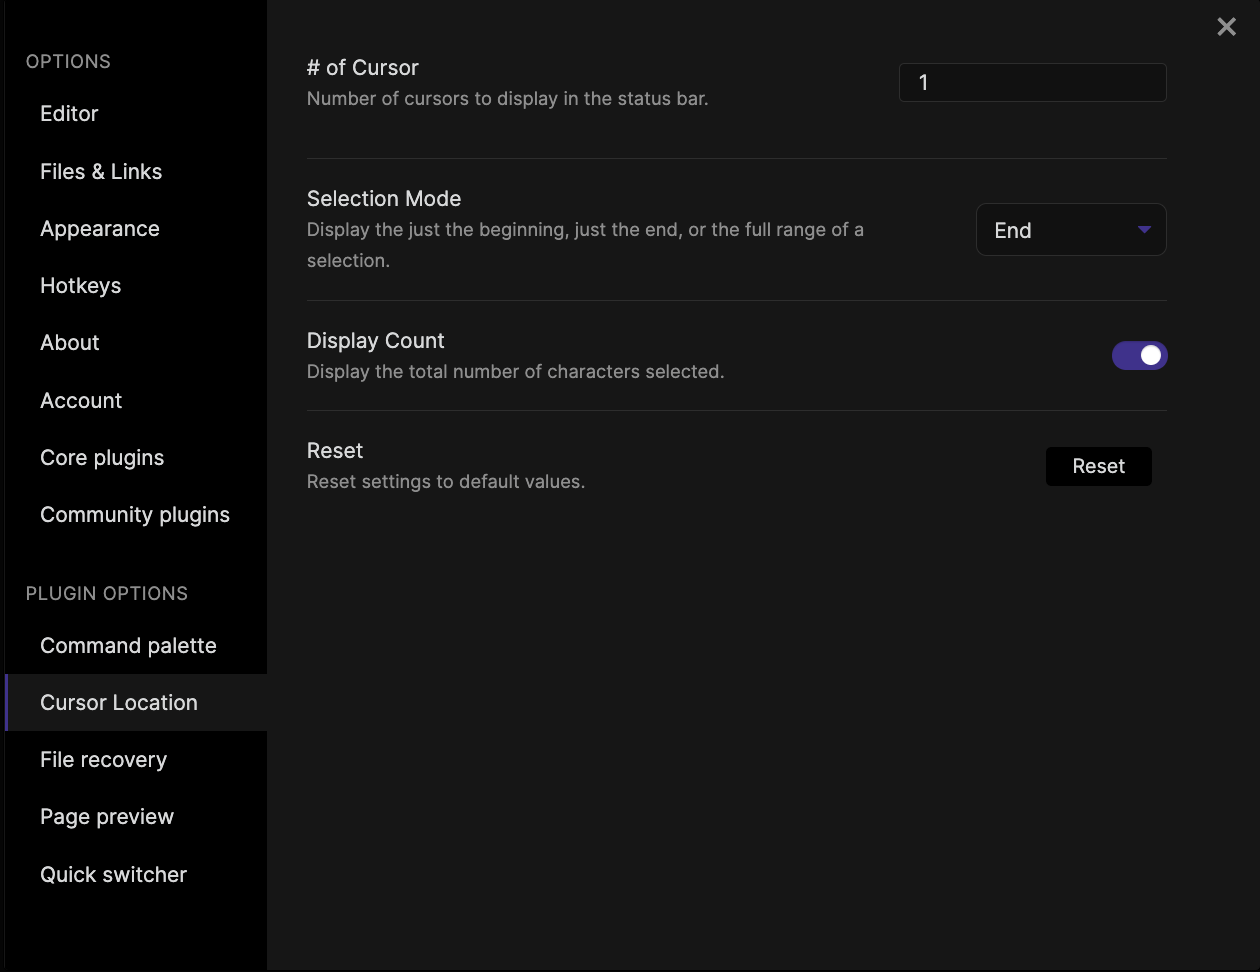 OPTIONS
Editor
Files & Links
Appearance
Hotkeys
About
Account
Core plugins
Community plugins
PLUGIN OPTIONS
Command palette
Cursor Location
File recovery
Page preview
Quick switcher
# of Cursor
Number of cursors to display in the status bar.
1
Selection Mode
Display the just the beginning, just the end, or the full range of a
selection.
End
Display Count
Display the total number of characters selected.
Reset
Reset settings to default values.
Reset